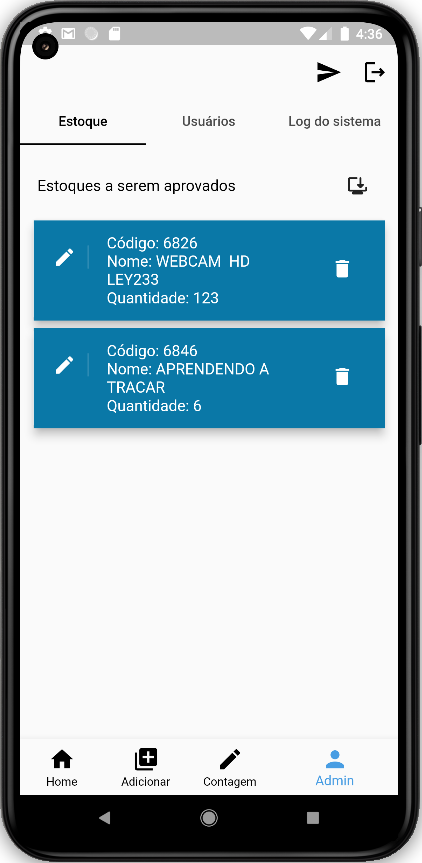 4:36
Estoque
Usuários
Log do sistema
Estoques a serem aprovados
Código: 6826
Nome: WEBCAM  HD
LEY233
Quantidade: 123
Código: 6846
Nome: APRENDENDO A
TRACAR
Quantidade: 6
Home
Adicionar
Contagem
Admin